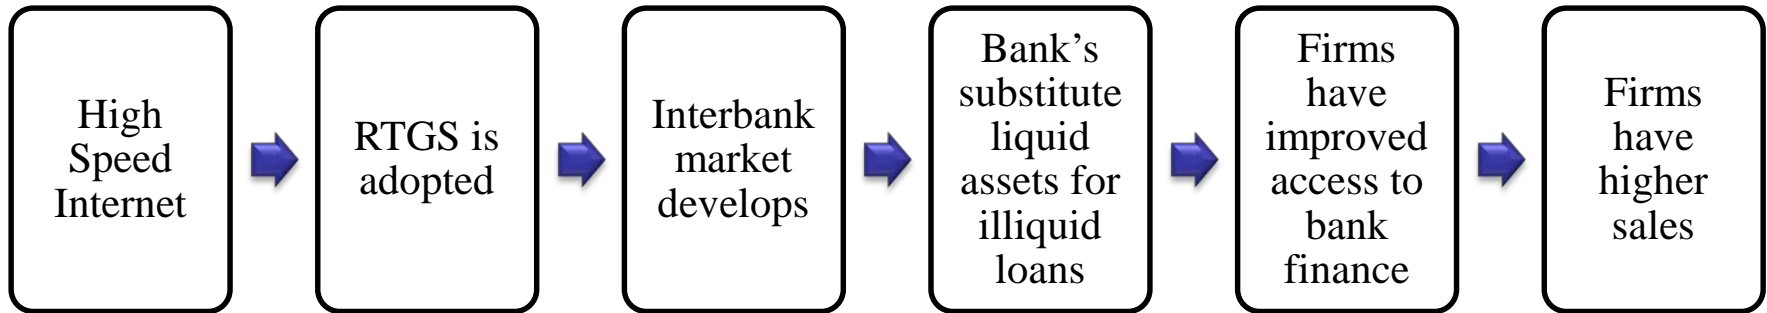 High
Speed
Internet
RTGS is
adopted
Interbank
market
develops
Bank’s
substitute
liquid
assets for
illiquid
loans
Firms
have
improved
access to
bank
finance
Firms
have
higher
sales